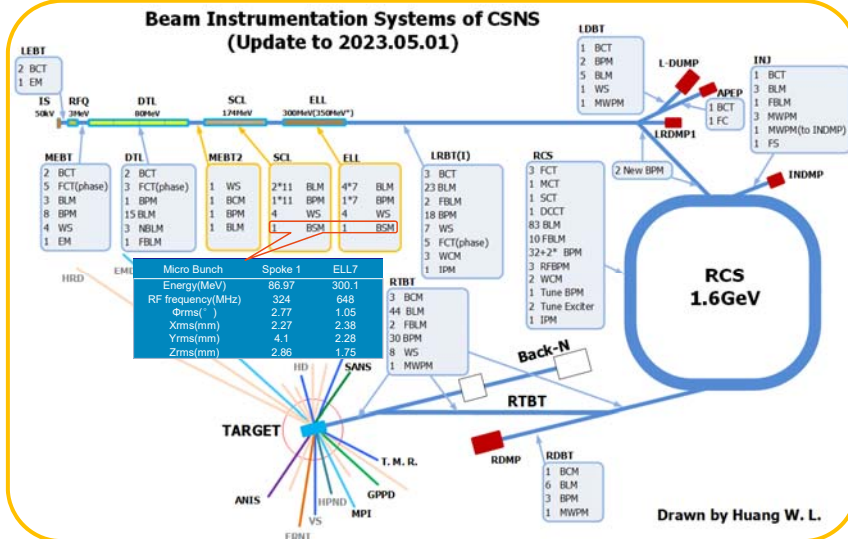 Beam Instrumentation Systems of CSNS
(Update to 2023.05.01)
LEBT
2 BCT
1 EM
IS
50kV
RFQ
3MeV
DTL
80MeV
SCL
174MeV
ELL
300MeV(350MeV*)
LDBT
1 BCT
2 BPM
5 BLM
1 WS
1 MWPM
L-DUMP
APEP
1 BCT
1 FC
LRDMP1
INJ
1 BCT
3 BLM
1 FBLM
3 MWPM
1 MWPM(to INDMP)
1 FS
INDMP
2 New BPM
MEBT
2 BCT
5 FCT(phase)
3 BLM
8 BPM
4 WS
1 EM
DTL
2 BCT
3 FCT(phase)
1 BPM
15 BLM
3 NBLM
1 FBLM
MEBT2
1 WS
1 BCM
1 BPM
1 BLM
SCL
2*11 BLM
1*11 BPM
4 WS
1 BSM
ELL
4*7 BLM
1*7 BPM
4 WS
1 BSM
LRBT(I)
3 BCT
23 BLM
2 FBLM
18 BPM
7 WS
5 FCT(phase)
3 WCM
1 IPM
RCS
3 FCT
1 MCT
1 SCT
1 DCCT
83 BLM
10 FBLM
32+2* BPM
3 RFBPM
2 WCM
1 Tune BPM
2 Tune Exciter
1 IPM
RCS
1.6GeV
HRD
Micro Bunch Spoke 1 ELL7
Energy(MeV) 86.97 300.1
RF frequency(MHz) 324 648
Φrms(°) 2.77 1.05
Xrms(mm) 2.27 2.38
Yrms(mm) 4.1 2.28
Zrms(mm) 2.86 1.75
RTBT
3 BCM
44 BLM
2 FBLM
30 BPM
8 WS
1 MWPM
Back-N
RTBT
HD
SANS
TARGET
T. M. R.
GPPD
MPI
HPND
VS
ANIS
RDMP
RDBT
1 BCM
6 BLM
3 BPM
1 MWPM
Drawn by Huang W. L.